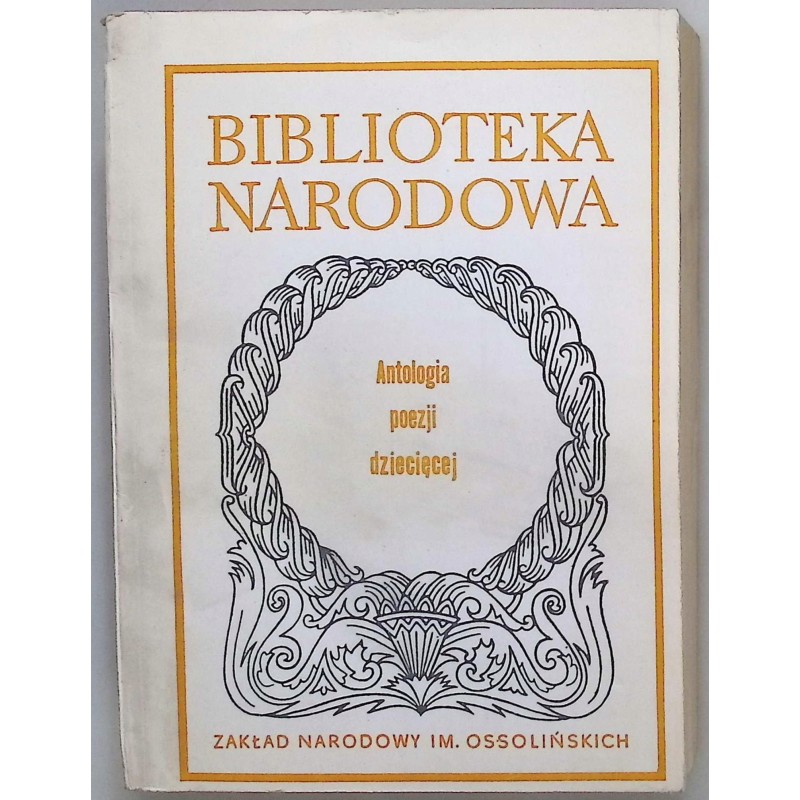 BIBLIOTEKA
NARODOWA
Antologia
poezji
dziecięcej
ZAKŁAD NARODOWY IM. OSSOLIŃSKICH